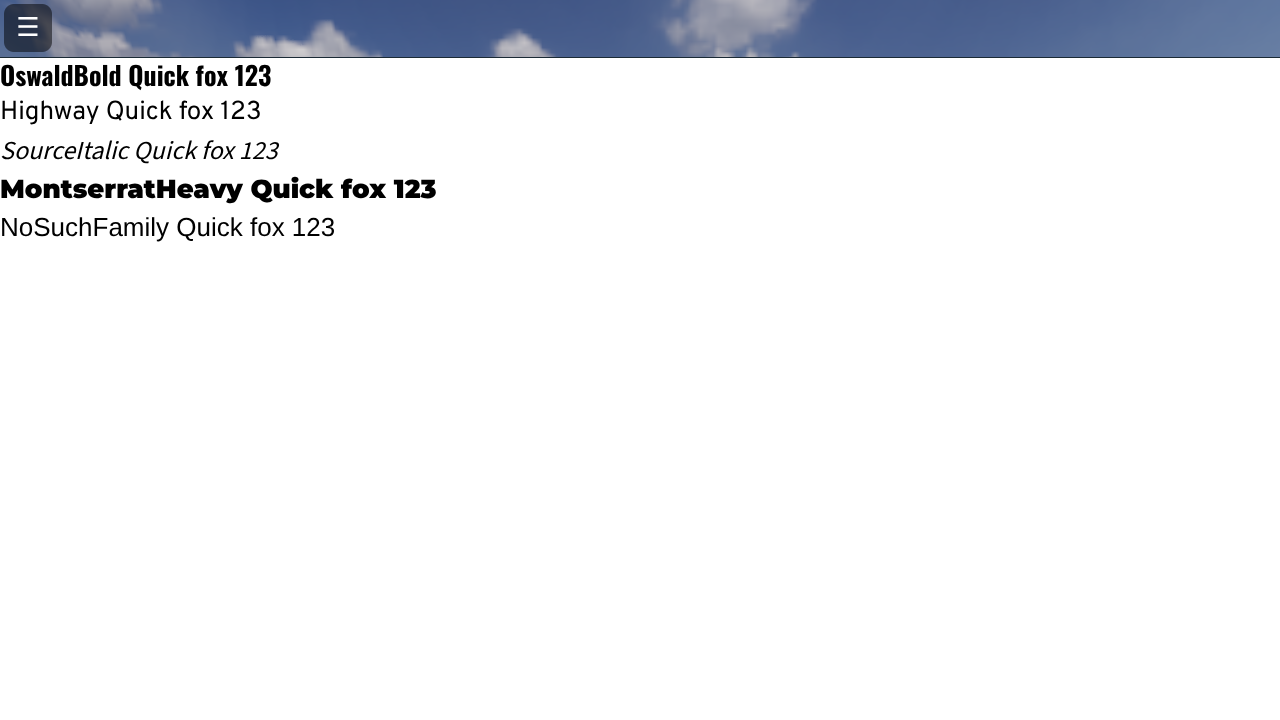 OswaldBold Quick fox 123
Highway Quick fox 123
SourceItalic Quick fox 123
MontserratHeavy Quick fox 123
NoSuchFamily Quick fox 123